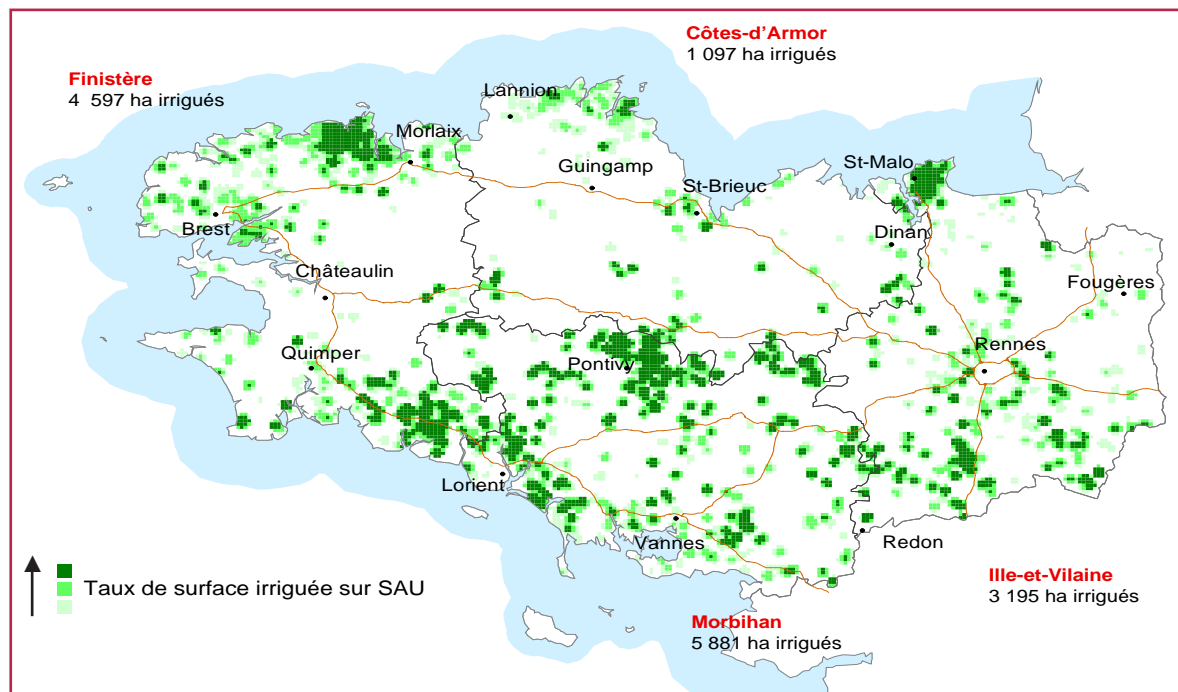 Côtes-d'Armor
1 097 ha irrigués
Finistère
4 597 ha irrigués
Lannion
Morlaix
Guingamp
St-Malo
St-Brieuc
Brest
Dinan
Châteaulin
Fougères
Quimper
Pontivy
Rennes
Lorient
Vannes
Redon
Taux de surface irriguée sur SAU
Ille-et-Vilaine
3 195 ha irrigués
Morbihan
5 881 ha irrigués